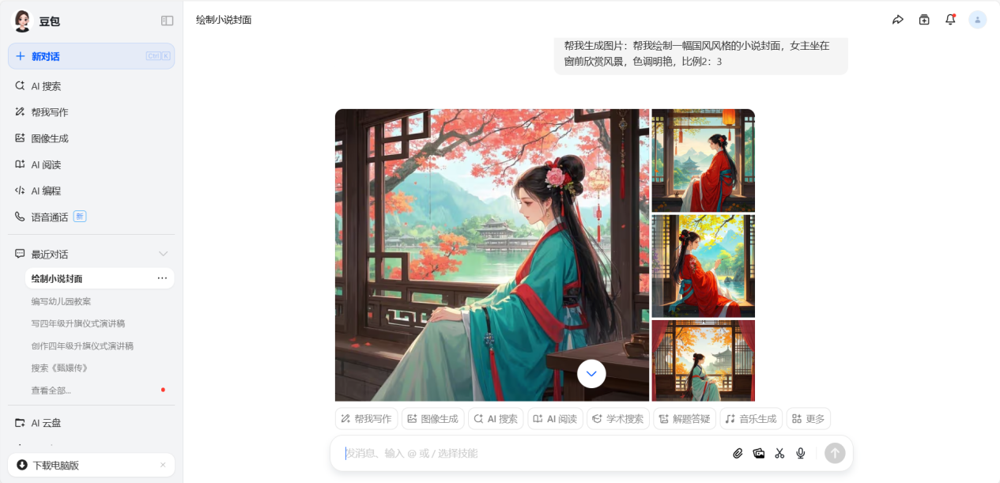 豆包
新对话 Ctrl K
AI 搜索
帮我写作
图像生成
AI 阅读
AI 编程
语音通话 新
最近对话
绘制小说封面
编写幼儿园教案
写四年级升旗仪式演讲稿
创作四年级升旗仪式演讲稿
搜索《甄嬛传》
查看全部...
AI 云盘
下载电脑版
绘制小说封面
帮我生成图片：帮我绘制一幅国风风格的小说封面，女主坐在
窗前欣赏风景，色调明艳，比例2：3
帮我写作 图像生成 AI 搜索 AI 阅读 学术搜索 解题答疑 音乐生成 更多
发消息、输入 @ 或 / 选择技能